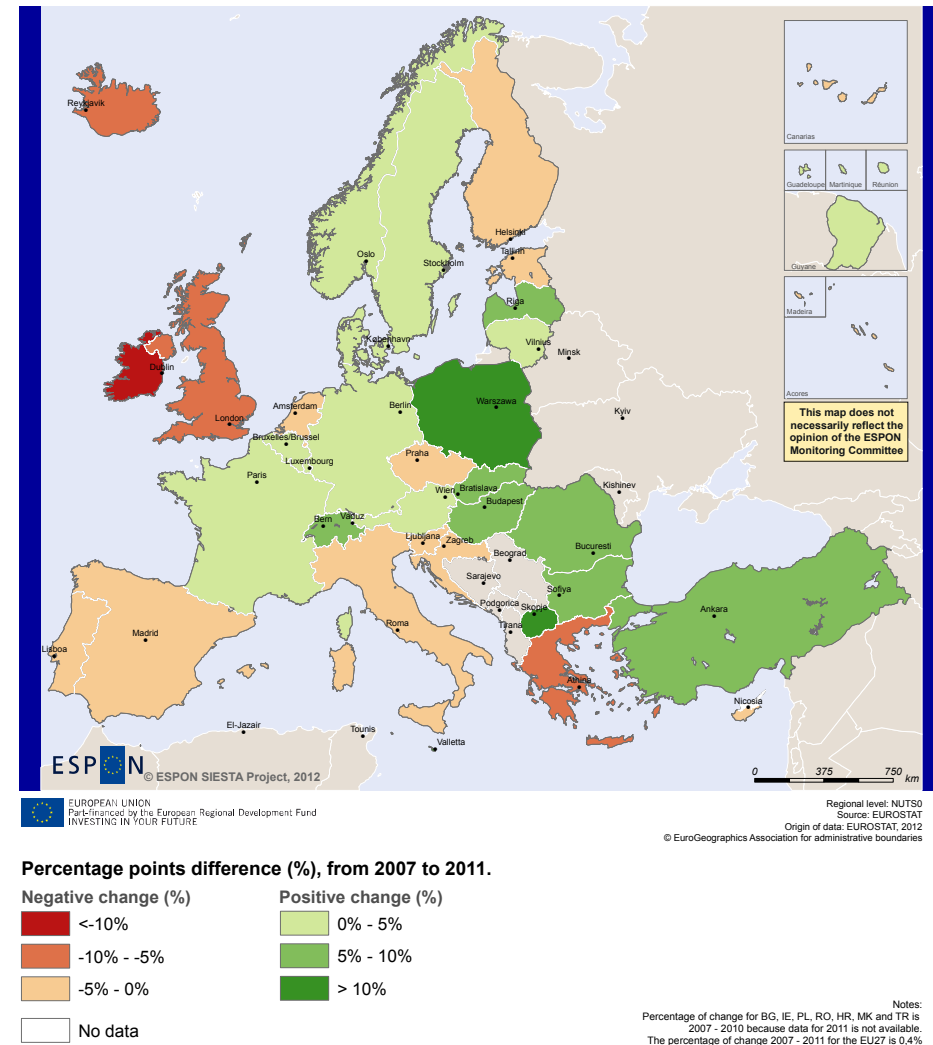 Reykjavik
Canarias
Guadeloupe
Martinique
Réunion
Guyane
Madeira
Acores
This map does not
necessarily reflect the
opinion of the ESPON
Monitoring Committee
Helsinki
Tallinn
Oslo
Stockholm
Riga
København
Vilnius
Minsk
Dublin
London
Amsterdam
Berlin
Warszawa
Kyiv
Bruxelles/Brussel
Luxembourg
Praha
Paris
Wien
Bratislava
Budapest
Kishinev
Bern
Vaduz
Ljubljana
Zagreb
Beograd
Bucuresti
Sarajevo
Sofiya
Podgorica
Skopje
Tirana
Ankara
Roma
Madrid
Lisboa
Athina
Nicosia
El-Jazair
Tounis
Valletta
ESPON
© ESPON SIESTA Project, 2012
0 375 750
km
EUROPEAN UNION
Part-financed by the European Regional Development Fund
INVESTING IN YOUR FUTURE
Regional level: NUTS0
Source: EUROSTAT
Origin of data: EUROSTAT, 2012
© EuroGeographics Association for administrative boundaries
Percentage points difference (%), from 2007 to 2011.
Negative change (%)
<-10%
-10% - -5%
-5% - 0%
No data
Positive change (%)
0% - 5%
5% - 10%
> 10%
Notes:
Percentage of change for BG, IE, PL, RO, HR, MK and TR is
2007 - 2010 because data for 2011 is not available.
The percentage of change 2007 - 2011 for the EU27 is 0,4%